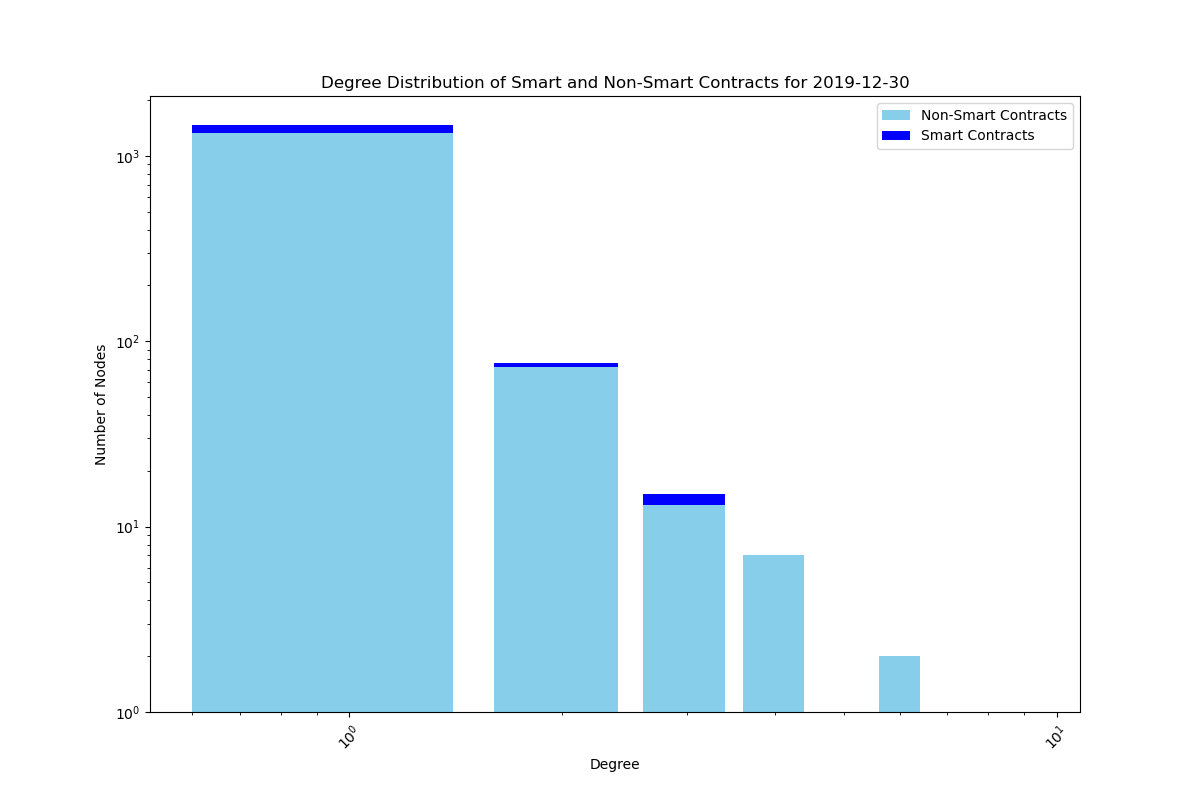 Degree Distribution of Smart and Non-Smart Contracts for 2019-12-30
Non-Smart Contracts
Smart Contracts
Number of Nodes
10³
10²
10¹
10⁰
10⁰
10¹
Degree